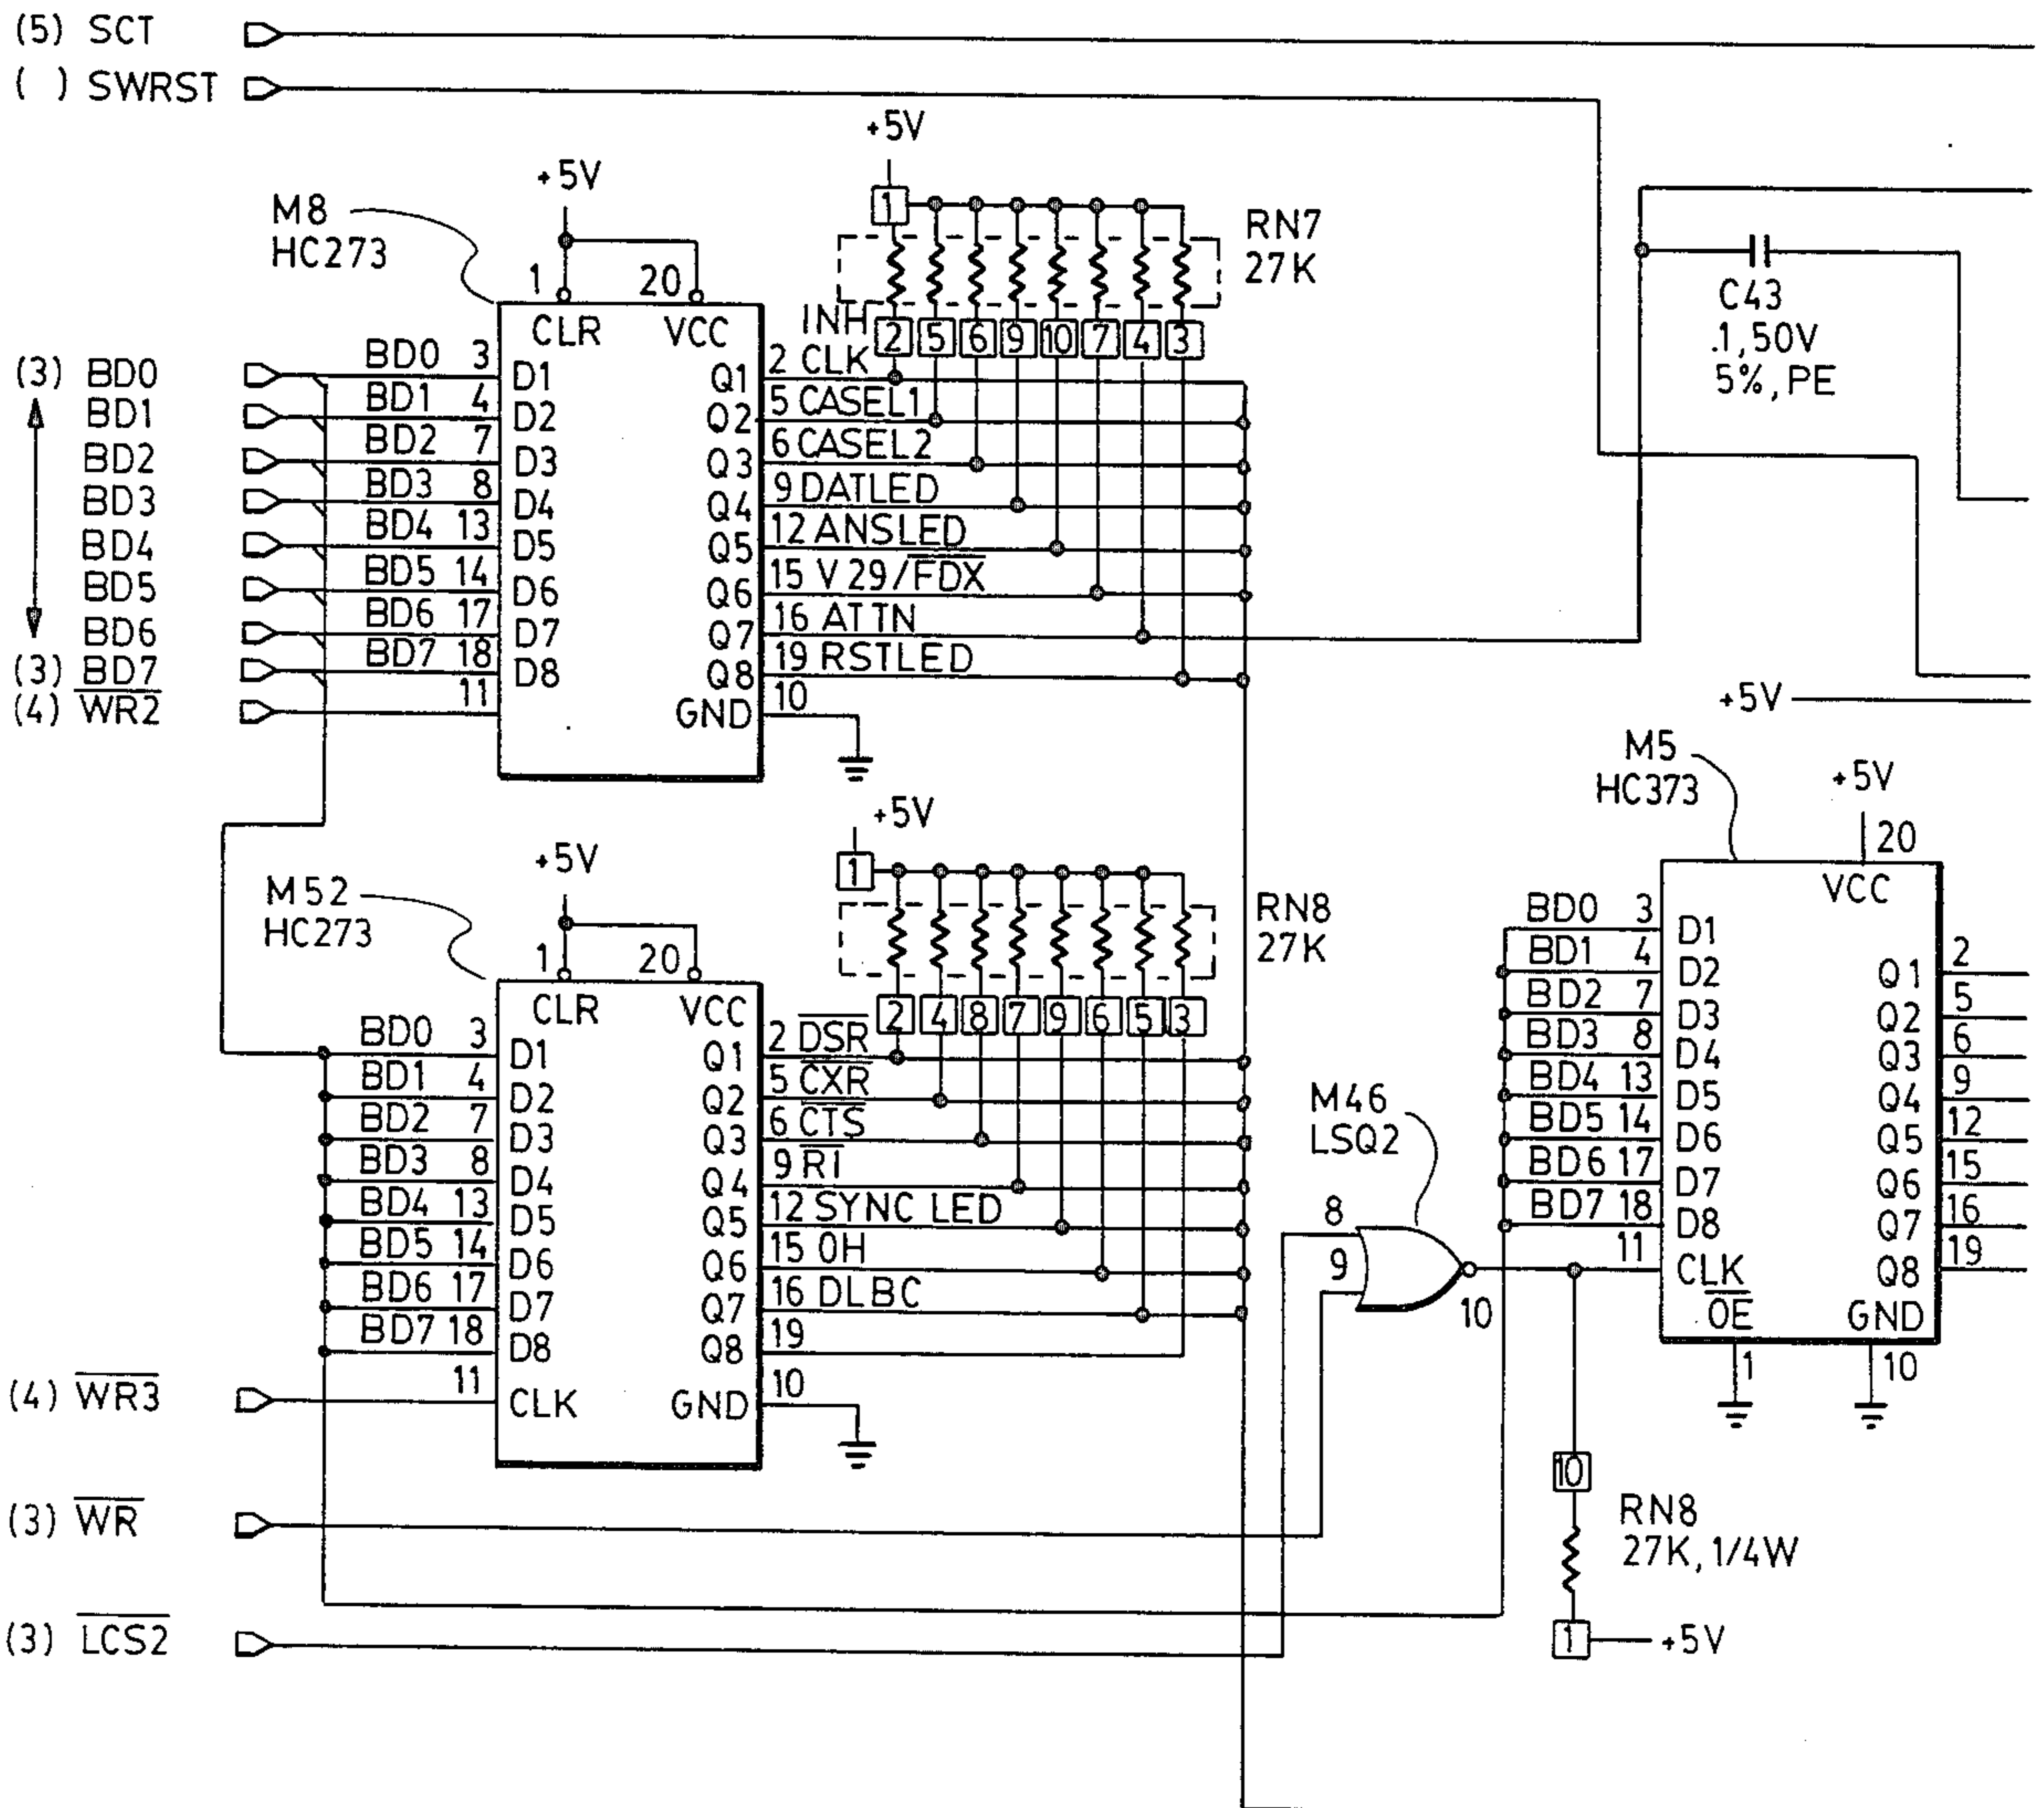 (5) SCT
( ) SWRST
+5V
+5V
M8
HC273
1
20
1
RN7
27K
CLR
VCC
INH
CLK
2 5 6 9 10 7 4 3
C43
.1,50V
5%, PE
(3) BD0
BD1
BD2
BD3
BD4
BD5
BD6
(3) BD7
(4) WR2
BD0 3 D1
BD1 4 D2
BD2 7 D3
BD3 8 D4
BD4 13 D5
BD5 14 D6
BD6 17 D7
BD7 18 D8
11
Q1 2
Q2 5 CASEL1
Q3 6 CASEL2
Q4 9 DATLED
Q5 12 ANSLED
Q6 15 V29/FDX
Q7 16 ATTN
Q8 19 RSTLED
GND 10
+5V
M5
HC373
+5V
20
+5V
+5V
M52
HC273
1
20
1
RN8
27K
CLR
VCC
2 4 8 7 9 6 5 3
BD0 3 D1
BD1 4 D2
BD2 7 D3
BD3 8 D4
BD4 13 D5
BD5 14 D6
BD6 17 D7
BD7 18 D8
11 CLK
Q1 2 DSR
Q2 5 CXR
Q3 6 CTS
Q4 9 RI
Q5 12 SYNC LED
Q6 15 OH
Q7 16 DLBC
Q8 19
GND 10
M46
LSQ2
8
9
10
VCC
BD0 3 D1
BD1 4 D2
BD2 7 D3
BD3 8 D4
BD4 13 D5
BD5 14 D6
BD6 17 D7
BD7 18 D8
11 CLK
OE
GND
Q1 2
Q2 5
Q3 6
Q4 9
Q5 12
Q6 15
Q7 16
Q8 19
1
10
(4) WR3
(3) WR
(3) LCS2
10
RN8
27K, 1/4W
1
+5V